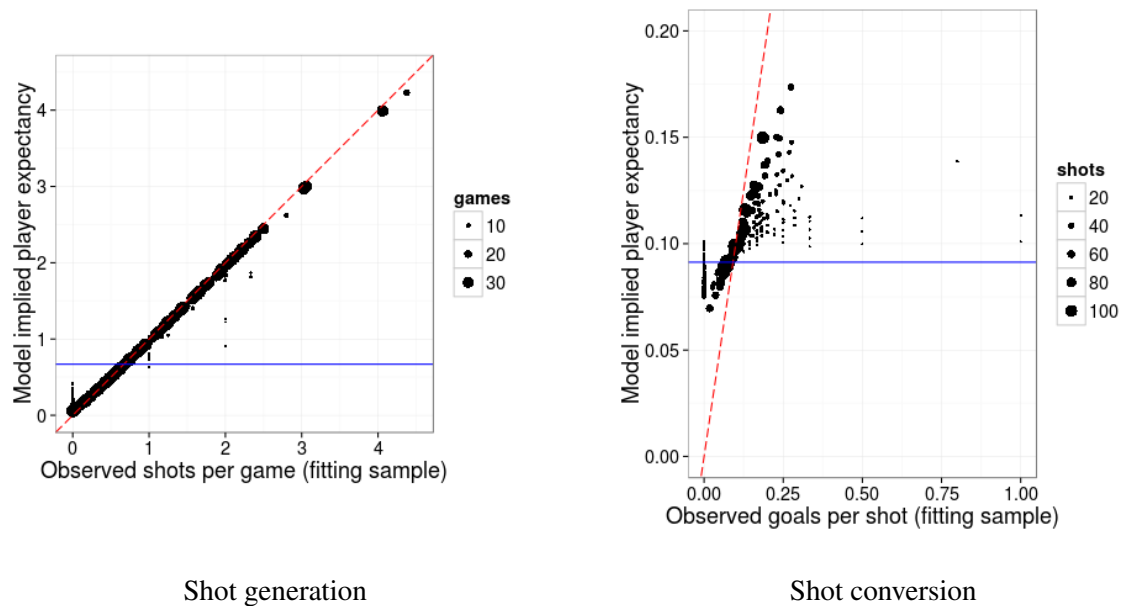 Model implied player expectancy
4
3
2
1
0
0 1 2 3 4
Observed shots per game (fitting sample)
games
10
20
30
Shot generation
Model implied player expectancy
0.20
0.15
0.10
0.05
0.00
0.00 0.25 0.50 0.75 1.00
Observed goals per shot (fitting sample)
shots
20
40
60
80
100
Shot conversion